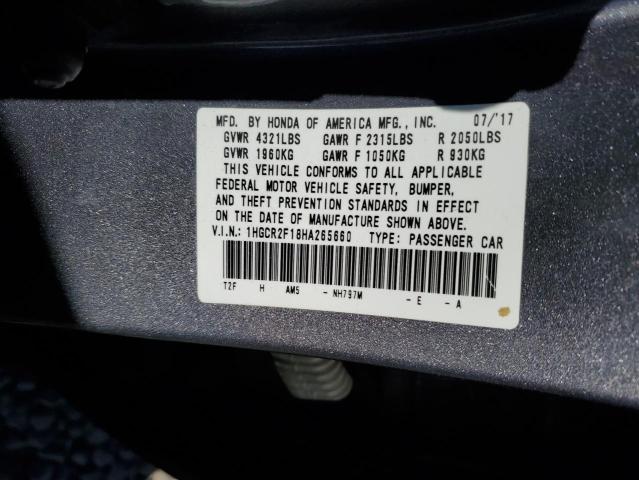 MFD. BY HONDA OF AMERICA MFG., INC. 07/'17
GVWR 4321LBS GAWR F 2315LBS R 2050LBS
GVWR 1960KG GAWR F 1050KG R 930KG
THIS VEHICLE CONFORMS TO ALL APPLICABLE
FEDERAL MOTOR VEHICLE SAFETY, BUMPER,
AND THEFT PREVENTION STANDARDS IN EFFECT
ON THE DATE OF MANUFACTURE SHOWN ABOVE.
V.I.N.: 1HGCR2F18HA265660 TYPE: PASSENGER CAR
T2F H AM5 - NH797M - E - A